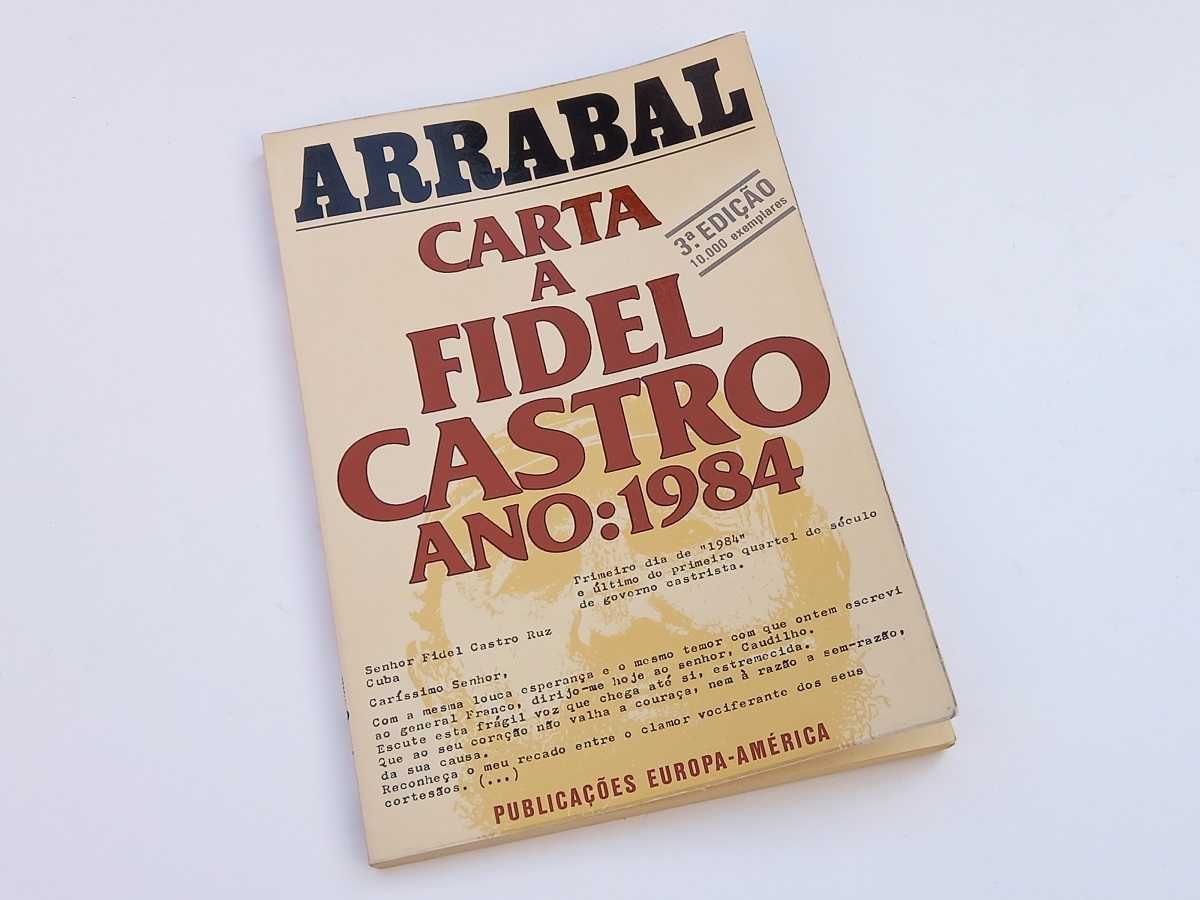 ARRABAL
CARTA
A
FIDEL
CASTRO
ANO:1984
3ª. EDIÇÃO
10.000 exemplares
Primeiro dia de "1984"
e último do primeiro quartel de século
de governo castrista.
Senhor Fidel Castro Ruz
Cuba
Caríssimo Senhor,
Com a mesma louca esperança e o mesmo temor com que ontem escrevi
ao general Franco, dirijo-me hoje ao senhor, Caudilho.
Escute esta frágil voz que chega até si, estremecida.
Que ao seu coração não valha a couraça, nem à razão a sem-razão,
da sua causa.
Reconheça o meu recado entre o clamor vociferante dos seus
cortesãos. (...)
PUBLICAÇÕES EUROPA-AMÉRICA